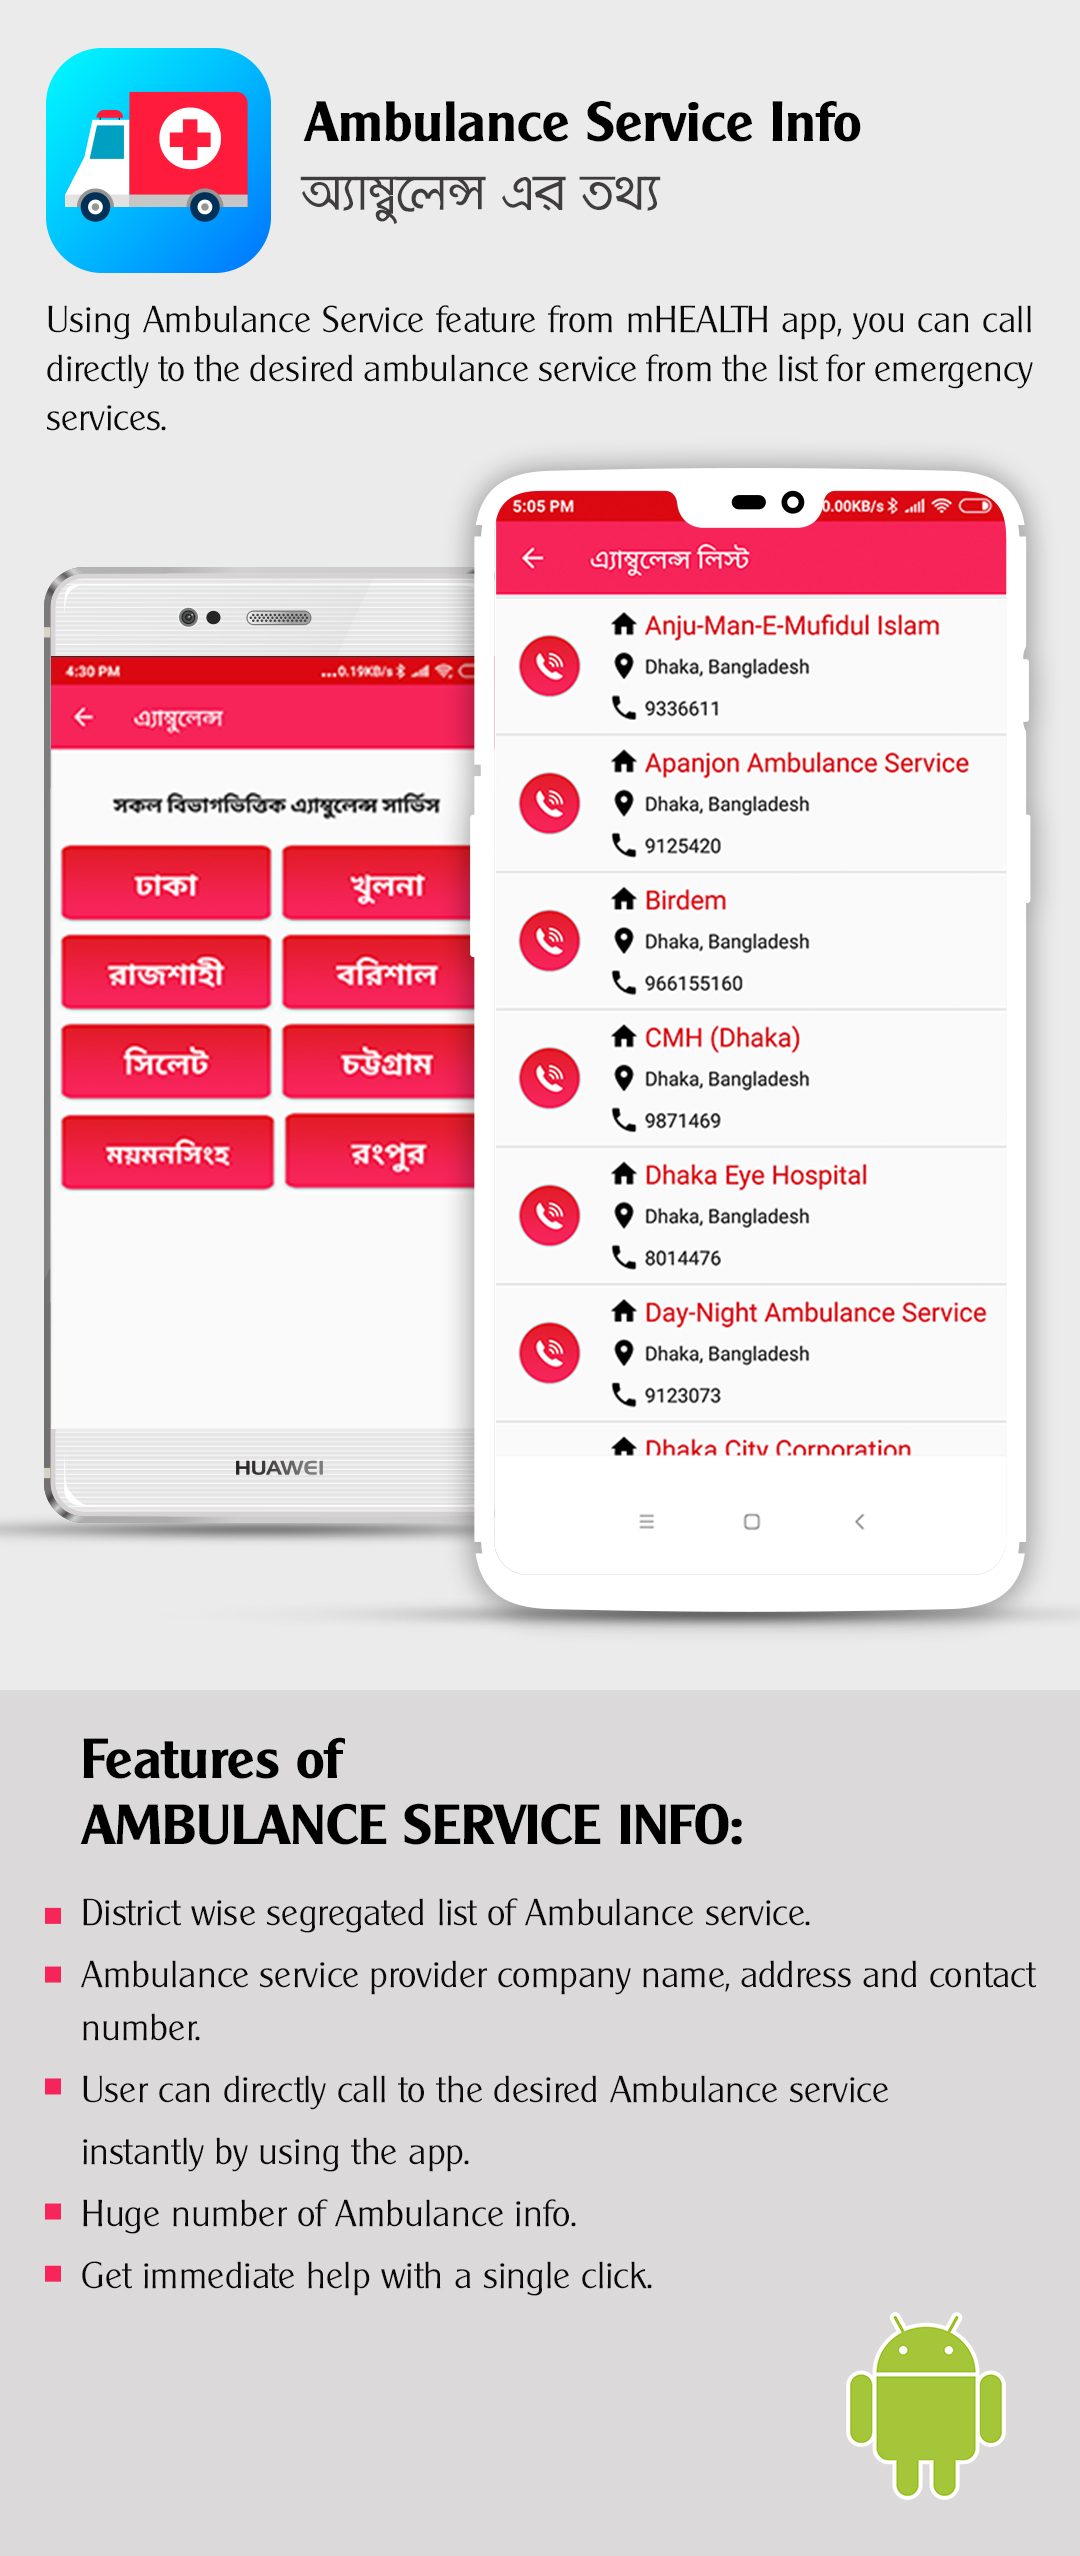 Ambulance Service Info
অ্যাম্বুলেন্স এর তথ্য
Using Ambulance Service feature from mHEALTH app, you can call
directly to the desired ambulance service from the list for emergency
services.
4:30 PM ...0.19KB/s
এ্যাম্বুলেন্স
সকল বিভাগভিত্তিক এ্যাম্বুলেন্স সার্ভিস
ঢাকা খুলনা
রাজশাহী বরিশাল
সিলেট চট্টগ্রাম
ময়মনসিংহ রংপুর
HUAWEI
5:05 PM 0.00KB/s
এ্যাম্বুলেন্স লিস্ট
Anju-Man-E-Mufidul Islam
Dhaka, Bangladesh
9336611
Apanjon Ambulance Service
Dhaka, Bangladesh
9125420
Birdem
Dhaka, Bangladesh
966155160
CMH (Dhaka)
Dhaka, Bangladesh
9871469
Dhaka Eye Hospital
Dhaka, Bangladesh
8014476
Day-Night Ambulance Service
Dhaka, Bangladesh
9123073
Dhaka City Corporation
Features of
AMBULANCE SERVICE INFO:
District wise segregated list of Ambulance service.
Ambulance service provider company name, address and contact
number.
User can directly call to the desired Ambulance service
instantly by using the app.
Huge number of Ambulance info.
Get immediate help with a single click.